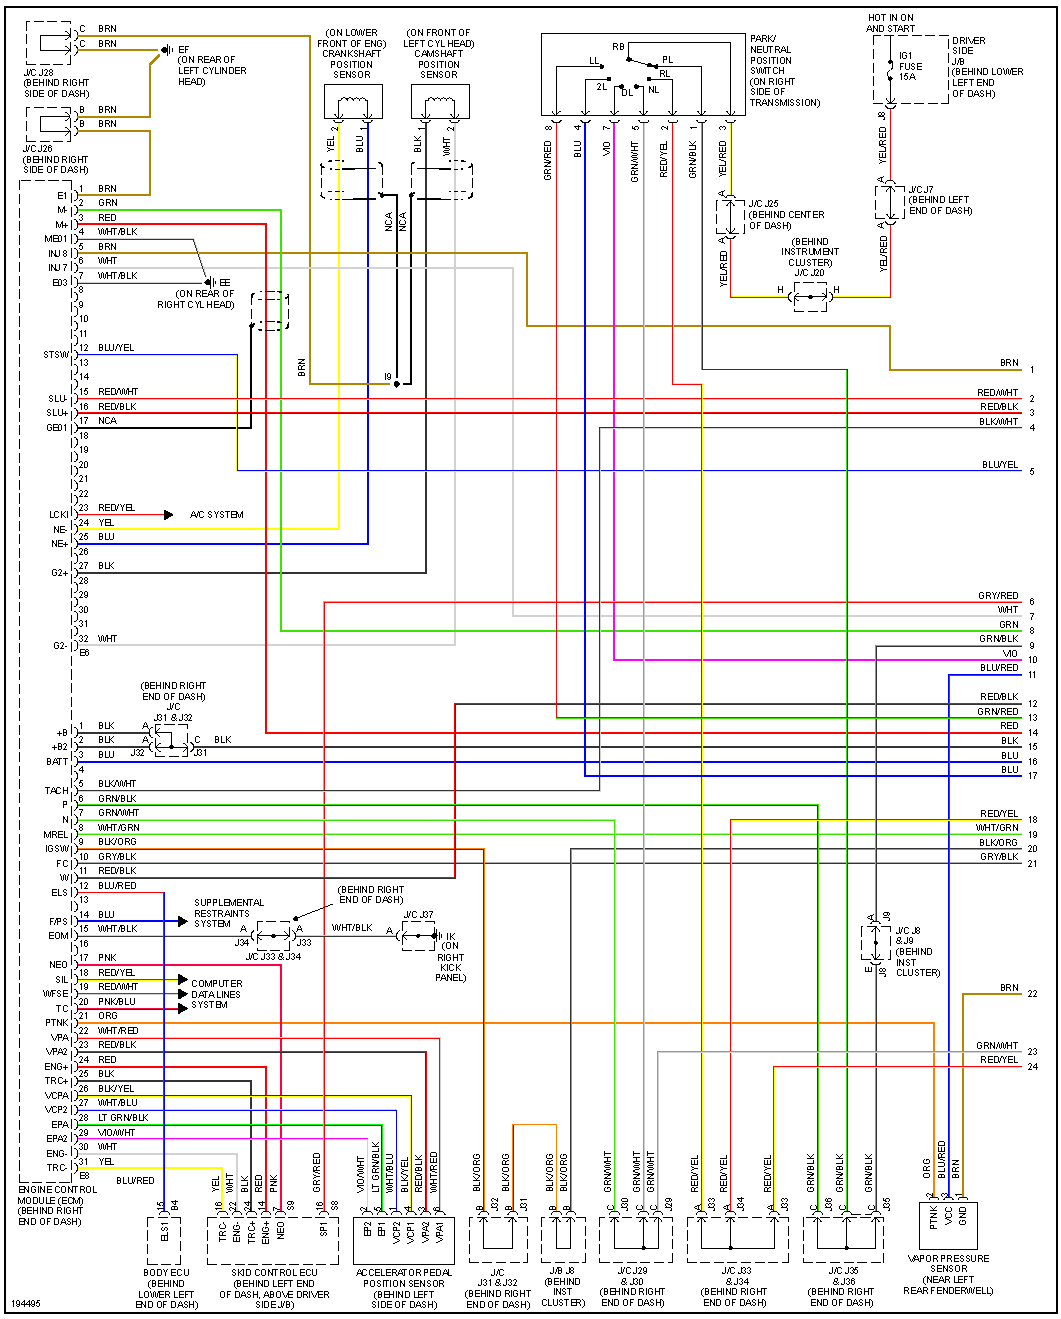 C BRN
C BRN
J/C J28
(BEHIND RIGHT
SIDE OF DASH)
EF
(ON REAR OF
LEFT CYLINDER
HEAD)
B BRN
B BRN
J/C J26
(BEHIND RIGHT
SIDE OF DASH)
(ON LOWER
FRONT OF ENG)
CRANKSHAFT
POSITION
SENSOR
(ON FRONT OF
LEFT CYL HEAD)
CAMSHAFT
POSITION
SENSOR
2 1 1 2
YEL BLU BLK WHT
NCA NCA
PARK/
NEUTRAL
POSITION
SWITCH
(ON RIGHT
SIDE OF
TRANSMISSION)
RB
LL PL
RL
2L DL NL
8 4 7 5 2 1 3
GRN/RED BLU VIO GRN/WHT RED/YEL GRN/BLK YEL/RED
HOT IN ON
AND START
IG1
FUSE
15A
DRIVER
SIDE
J/B
(BEHIND LOWER
LEFT END
OF DASH)
J8
YEL/RED
A
J/C J7
(BEHIND LEFT
END OF DASH)
A
YEL/RED
A
J/C J25
(BEHIND CENTER
OF DASH)
A
YEL/RED
(BEHIND
INSTRUMENT
CLUSTER)
J/C J20
H H
E1 1 BRN
M- 2 GRN
M+ 3 RED
ME01 4 WHT/BLK
INJ 8 5 BRN
INJ 7 6 WHT
E03 7 WHT/BLK
8
9
10
11
STSW 12 BLU/YEL
13
14
SLU- 15 RED/WHT
SLU+ 16 RED/BLK
GE01 17 NCA
18
19
20
21
22
LCKI 23 RED/YEL
NE- 24 YEL
NE+ 25 BLU
26
G2+ 27 BLK
28
29
30
31
G2- 32 WHT
E6
EE
(ON REAR OF
RIGHT CYL HEAD)
BRN
I9
A/C SYSTEM
BRN 1
RED/WHT 2
RED/BLK 3
BLK/WHT 4
BLU/YEL 5
GRY/RED 6
WHT 7
GRN 8
GRN/BLK 9
VIO 10
BLU/RED 11
RED/BLK 12
GRN/RED 13
RED 14
BLK 15
BLU 16
BLU 17
RED/YEL 18
WHT/GRN 19
BLK/ORG 20
GRY/BLK 21
BRN 22
GRN/WHT 23
RED/YEL 24
(BEHIND RIGHT
END OF DASH)
J/C
J31 & J32
A
A C BLK
J32 J31
+B 1 BLK
+B2 2 BLK
BATT 3 BLU
4
TACH 5 BLK/WHT
P 6 GRN/BLK
N 7 GRN/WHT
MREL 8 WHT/GRN
IGSW 9 BLK/ORG
FC 10 GRY/BLK
W 11 RED/BLK
ELS 12 BLU/RED
13
F/PS 14 BLU
EOM 15 WHT/BLK
16
NEO 17 PNK
SIL 18 RED/YEL
WFSE 19 RED/WHT
TC 20 PNK/BLU
PTNK 21 ORG
VPA 22 WHT/RED
VPA2 23 RED/BLK
ENG+ 24 RED
TRC+ 25 BLK
VCPA 26 BLK/YEL
VCP2 27 WHT/BLU
EPA 28 LT GRN/BLK
EPA2 29 VIO/WHT
ENG- 30 WHT
TRC- 31 YEL
E8
ENGINE CONTROL
MODULE (ECM)
(BEHIND RIGHT
END OF DASH)
SUPPLEMENTAL
RESTRAINTS
SYSTEM
(BEHIND RIGHT
END OF DASH)
A A WHT/BLK A
J34 J33
J/C J33 & J34
J/C J37
IK
(ON
RIGHT
KICK
PANEL)
COMPUTER
DATA LINES
SYSTEM
A J9
J/C J8
& J9
(BEHIND
INST
CLUSTER)
E J8
BLU/RED
15 B4
ELS1
BODY ECU
(BEHIND
LOWER LEFT
END OF DASH)
YEL WHT BLK RED PNK GRY/RED
16 22 24 14 7 S9 16 S8
TRC- ENG- TRC+ ENG+ NEO SP1
SKID CONTROL ECU
(BEHIND LEFT END
OF DASH, ABOVE DRIVER
SIDE J/B)
VIO/WHT LT GRN/BLK WHT/BLU BLK/YEL RED/BLK WHT/RED
2 5 1 4 3 6
EP2 EP1 VCP2 VCP1 VPA2 VPA1
ACCELERATOR PEDAL
POSITION SENSOR
(BEHIND LEFT
SIDE OF DASH)
BLK/ORG BLK/ORG
B J32 B J31
J/C
J31 & J32
(BEHIND RIGHT
END OF DASH)
BLK/ORG BLK/ORG
B B
J/B J8
(BEHIND
INST
CLUSTER)
GRN/WHT GRN/WHT GRN/WHT
C J30 C C J29
J/C J29
& J30
(BEHIND RIGHT
END OF DASH)
RED/YEL RED/YEL RED/YEL
A J33 A J34 A J33
J/C J33
& J34
(BEHIND RIGHT
END OF DASH)
GRN/BLK GRN/BLK GRN/BLK
C J36 C C J35
J/C J35
& J36
(BEHIND RIGHT
END OF DASH)
ORG BLU/RED BRN
2 3 1
PTNK VCC GND
VAPOR PRESSURE
SENSOR
(NEAR LEFT
REAR FENDERWELL)
194495